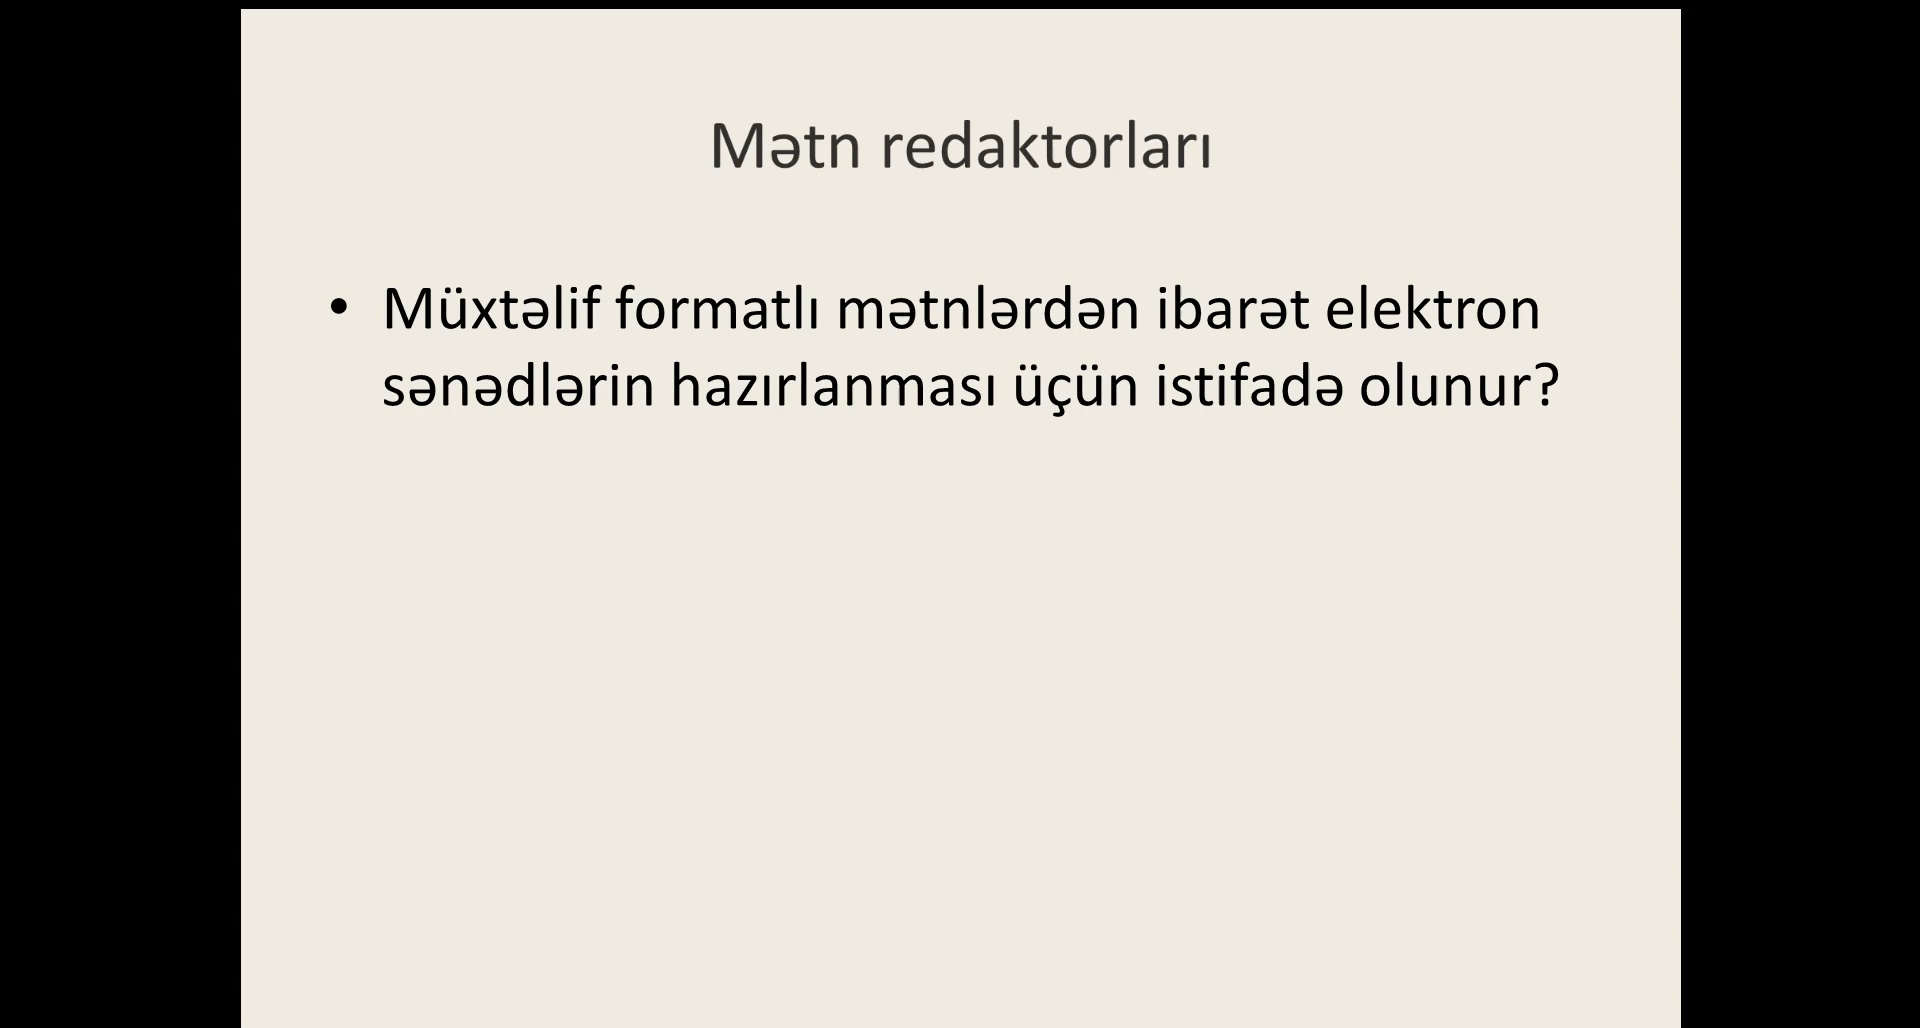 Mətn redaktorları
• Müxtəlif formatlı mətnlərdən ibarət elektron
sənədlərin hazırlanması üçün istifadə olunur?